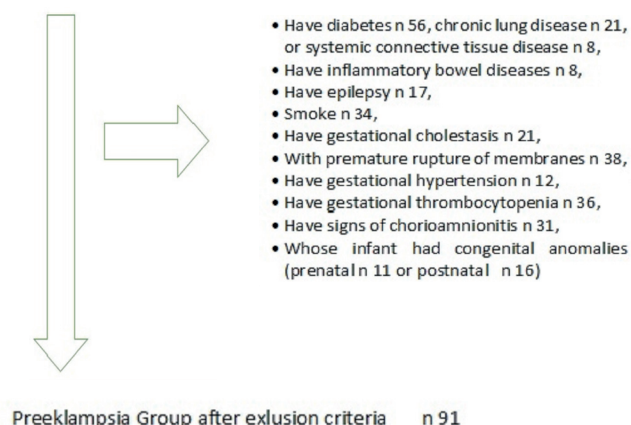 • Have diabetes n 56, chronic lung disease n 21,
or systemic connective tissue disease n 8,
• Have inflammatory bowel diseases n 8,
• Have epilepsy n 17,
• Smoke n 34,
• Have gestational cholestasis n 21,
• With premature rupture of membranes n 38,
• Have gestational hypertension n 12,
• Have gestational thrombocytopenia n 36,
• Have signs of chorioamnionitis n 31,
• Whose infant had congenital anomalies
(prenatal n 11 or postnatal n 16)
Preeklampsia Group after exlusion criteria n 91